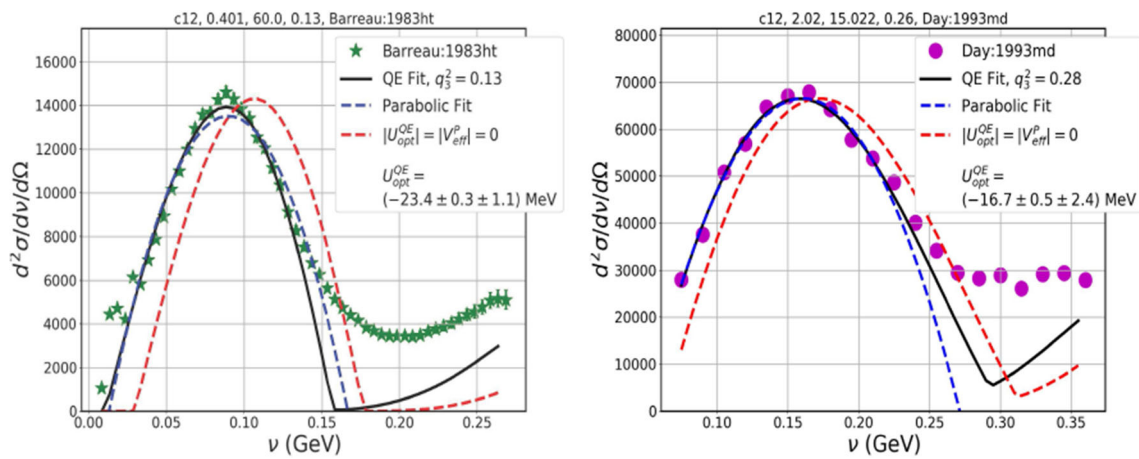 c12, 0.401, 60.0, 0.13, Barreau:1983ht
d²σ/dν/dΩ
16000
14000
12000
10000
8000
6000
4000
2000
0
Barreau:1983ht
QE Fit, q₃² = 0.13
Parabolic Fit
|U_opt^QE| = |V_eff^P| = 0
U_opt^QE =
(−23.4 ± 0.3 ± 1.1) MeV
0.00 0.05 0.10 0.15 0.20 0.25
ν (GeV)
c12, 2.02, 15.022, 0.26, Day:1993md
d²σ/dν/dΩ
80000
70000
60000
50000
40000
30000
20000
10000
0
Day:1993md
QE Fit, q₃² = 0.28
Parabolic Fit
|U_opt^QE| = |V_eff^P| = 0
U_opt^QE =
(−16.7 ± 0.5 ± 2.4) MeV
0.10 0.15 0.20 0.25 0.30 0.35
ν (GeV)